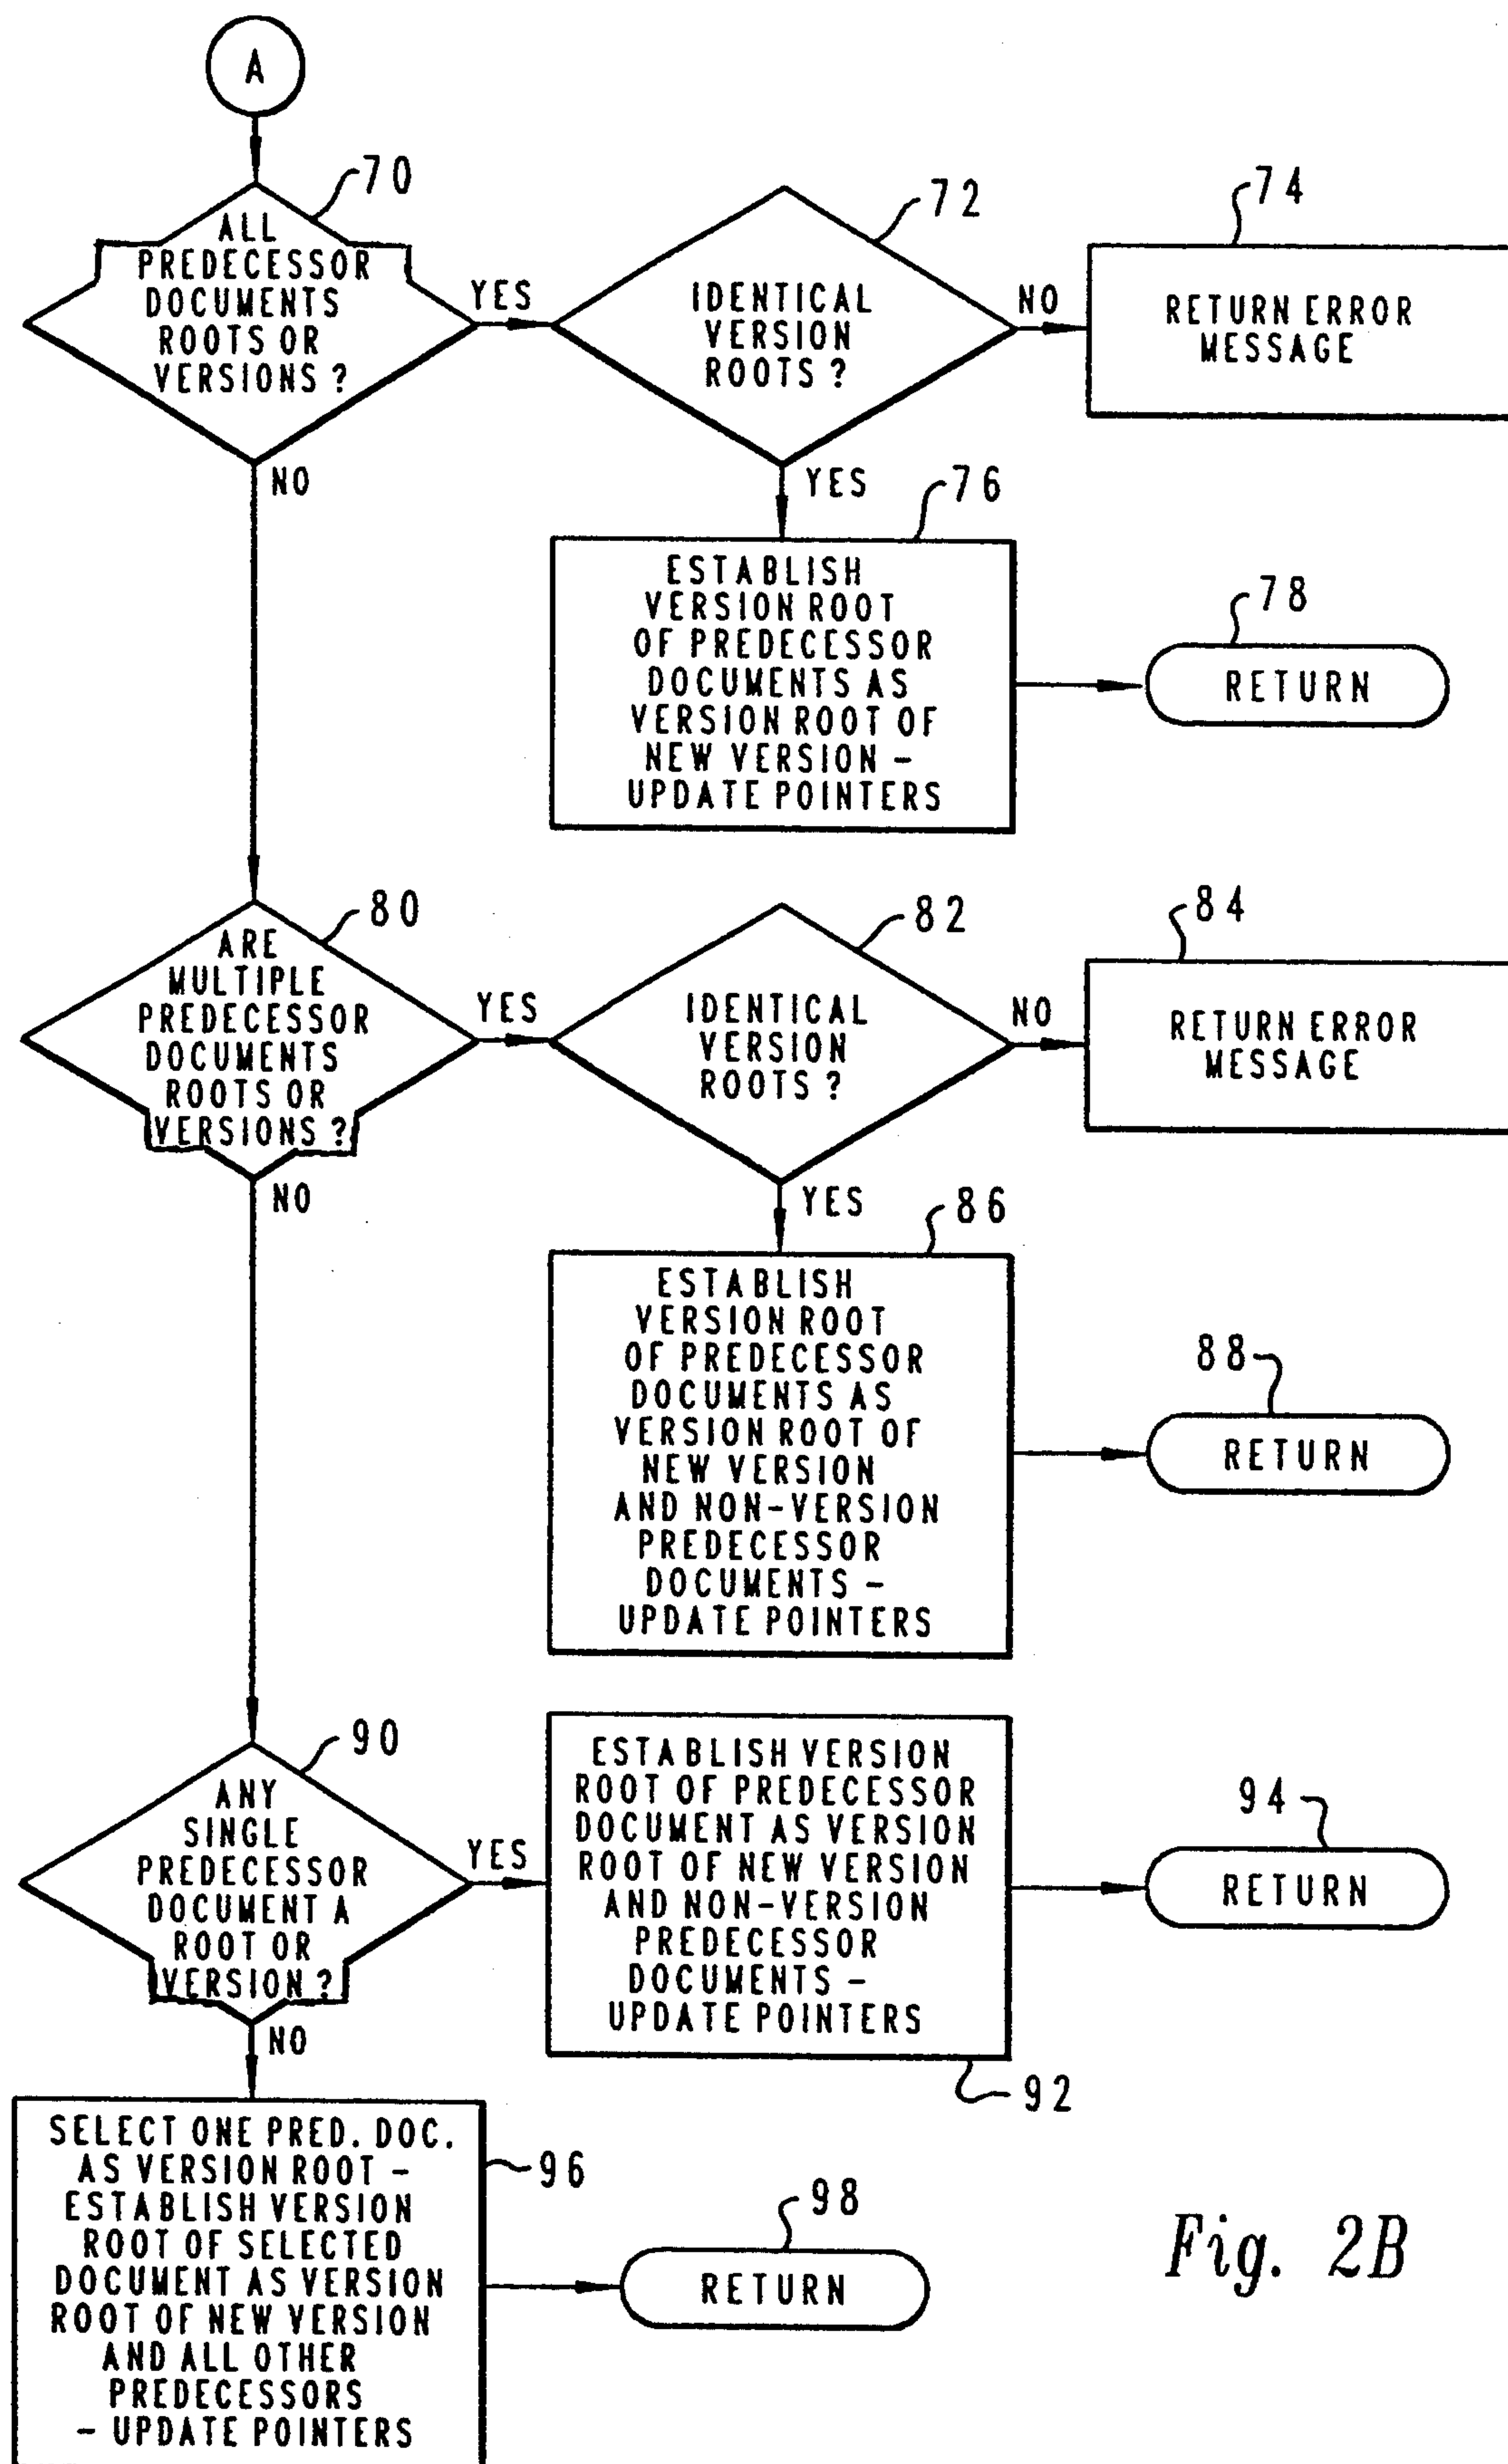 A
70
ALL
PREDECESSOR
DOCUMENTS
ROOTS OR
VERSIONS ?
YES
NO
72
IDENTICAL
VERSION
ROOTS ?
NO
YES
74
RETURN ERROR
MESSAGE
76
ESTABLISH
VERSION ROOT
OF PREDECESSOR
DOCUMENTS AS
VERSION ROOT OF
NEW VERSION -
UPDATE POINTERS
78
RETURN
80
ARE
MULTIPLE
PREDECESSOR
DOCUMENTS
ROOTS OR
VERSIONS ?
YES
NO
82
IDENTICAL
VERSION
ROOTS ?
NO
YES
84
RETURN ERROR
MESSAGE
86
ESTABLISH
VERSION ROOT
OF PREDECESSOR
DOCUMENTS AS
VERSION ROOT OF
NEW VERSION
AND NON-VERSION
PREDECESSOR
DOCUMENTS -
UPDATE POINTERS
88
RETURN
90
ANY
SINGLE
PREDECESSOR
DOCUMENT A
ROOT OR
VERSION ?
YES
NO
ESTABLISH VERSION
ROOT OF PREDECESSOR
DOCUMENT AS VERSION
ROOT OF NEW VERSION
AND NON-VERSION
PREDECESSOR
DOCUMENTS -
UPDATE POINTERS
92
94
RETURN
SELECT ONE PRED. DOC.
AS VERSION ROOT -
ESTABLISH VERSION
ROOT OF SELECTED
DOCUMENT AS VERSION
ROOT OF NEW VERSION
AND ALL OTHER
PREDECESSORS
- UPDATE POINTERS
96
98
RETURN
Fig. 2B